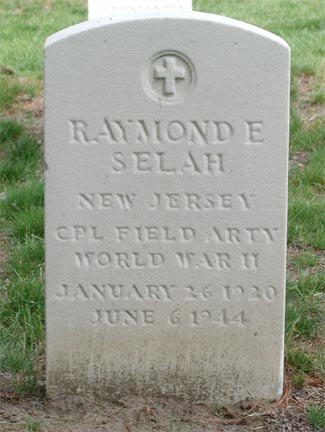 RAYMOND E
SELAH
NEW JERSEY
CPL FIELD ARTY
WORLD WAR II
JANUARY 26 1920
JUNE 6 1944